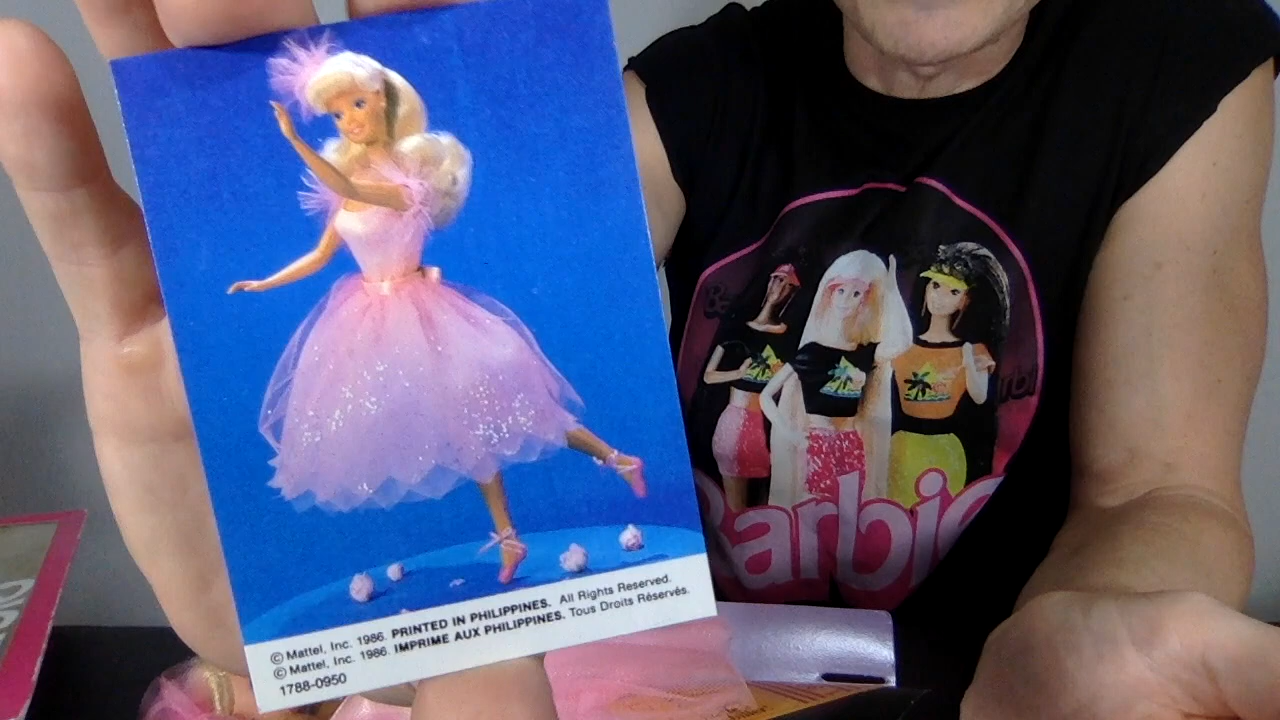 © Mattel, Inc. 1986. PRINTED IN PHILIPPINES. All Rights Reserved.
© Mattel, Inc. 1986. IMPRIME AUX PHILIPPINES. Tous Droits Réservés.
1788-0950
Barbie